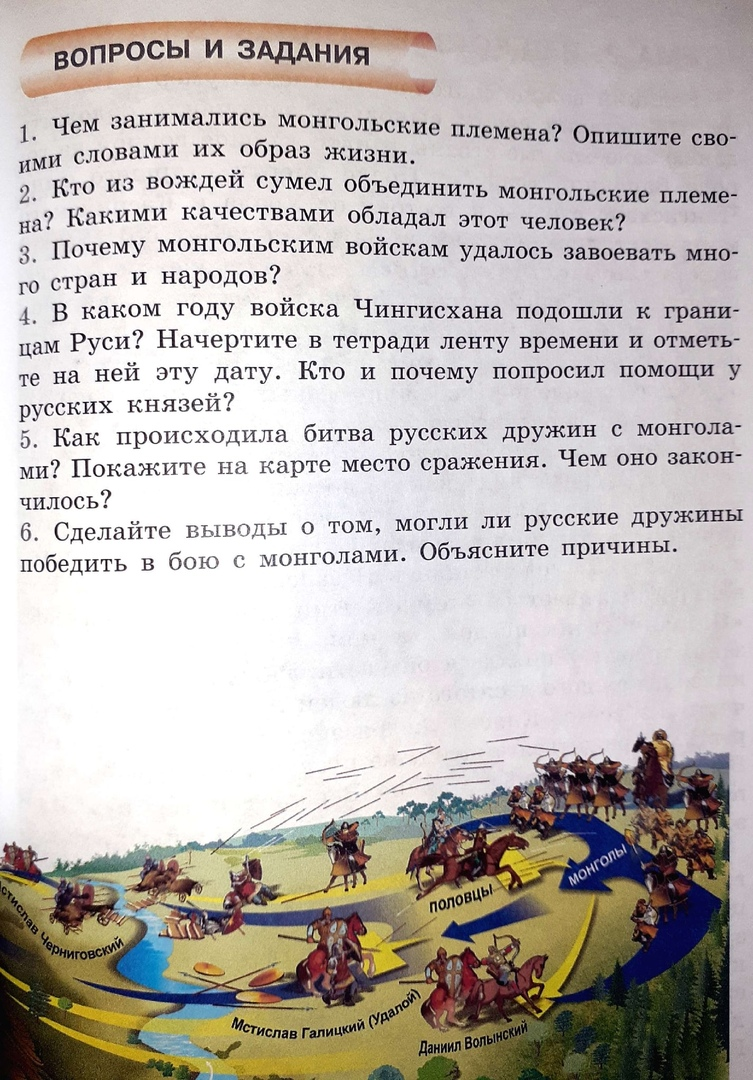 ВОПРОСЫ И ЗАДАНИЯ
1. Чем занимались монгольские племена? Опишите сво-
ими словами их образ жизни.
2. Кто из вождей сумел объединить монгольские племе-
на? Какими качествами обладал этот человек?
3. Почему монгольским войскам удалось завоевать мно-
го стран и народов?
4. В каком году войска Чингисхана подошли к грани-
цам Руси? Начертите в тетради ленту времени и отметь-
те на ней эту дату. Кто и почему попросил помощи у
русских князей?
5. Как происходила битва русских дружин с монгола-
ми? Покажите на карте место сражения. Чем оно закон-
чилось?
6. Сделайте выводы о том, могли ли русские дружины
победить в бою с монголами. Объясните причины.
МОНГОЛЫ
ПОЛОВЦЫ
Черниговский
Мстислав Галицкий (Удалой)
Даниил Волынский